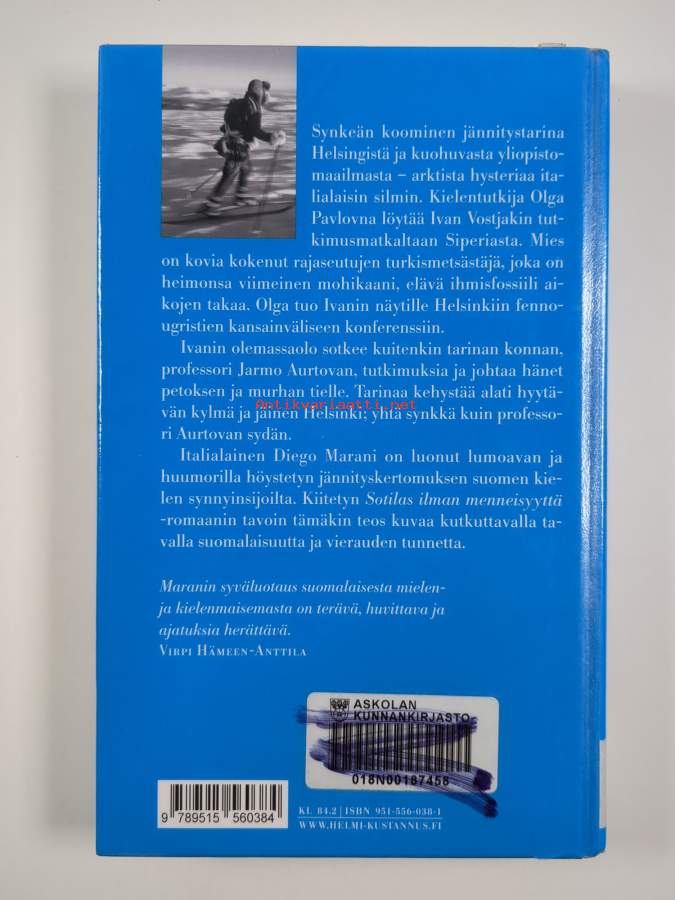 Synkeän koominen jännitystarina
Helsingistä ja kuohuvasta yliopisto-
maailmasta – arktista hysteriaa ita-
lialaisin silmin. Kielentutkija Olga
Pavlovna löytää Ivan Vostjakin tut-
kimusmatkaltaan Siperiasta. Mies
on kovia kokenut rajaseutujen turkismetsästäjä, joka on
heimonsa viimeinen mohikaani, elävä ihmisfossiili ai-
kojen takaa. Olga tuo Ivanin näytille Helsinkiin fenno-
ugristien kansainväliseen konferenssiin.
Ivanin olemassaolo sotkee kuitenkin tarinan konnan,
professori Jarmo Aurtovan, tutkimuksia ja johtaa hänet
petoksen ja murhan tielle. Tarinaa kehystää alati hyytä-
antikvariaatti.net
vän kylmä ja jäinen Helsinki; yhtä synkkä kuin professo-
ri Aurtovan sydän.
Italialainen Diego Marani on luonut lumoavan ja
huumorilla höystetyn jännityskertomuksen suomen kie-
len synnyinsijoilta. Kiitetyn Sotilas ilman menneisyyttä
-romaanin tavoin tämäkin teos kuvaa kutkuttavalla ta-
valla suomalaisuutta ja vierauden tunnetta.
Maranin syväluotaus suomalaisesta mielen-
ja kielenmaisemasta on terävä, huvittava ja
ajatuksia herättävä.
Virpi Hämeen-Anttila
ASKOLAN
KUNNANKIRJASTO
018N00187458
9 789515 560384
KL 84.2 | ISBN 951-556-038-1
WWW.HELMI-KUSTANNUS.FI